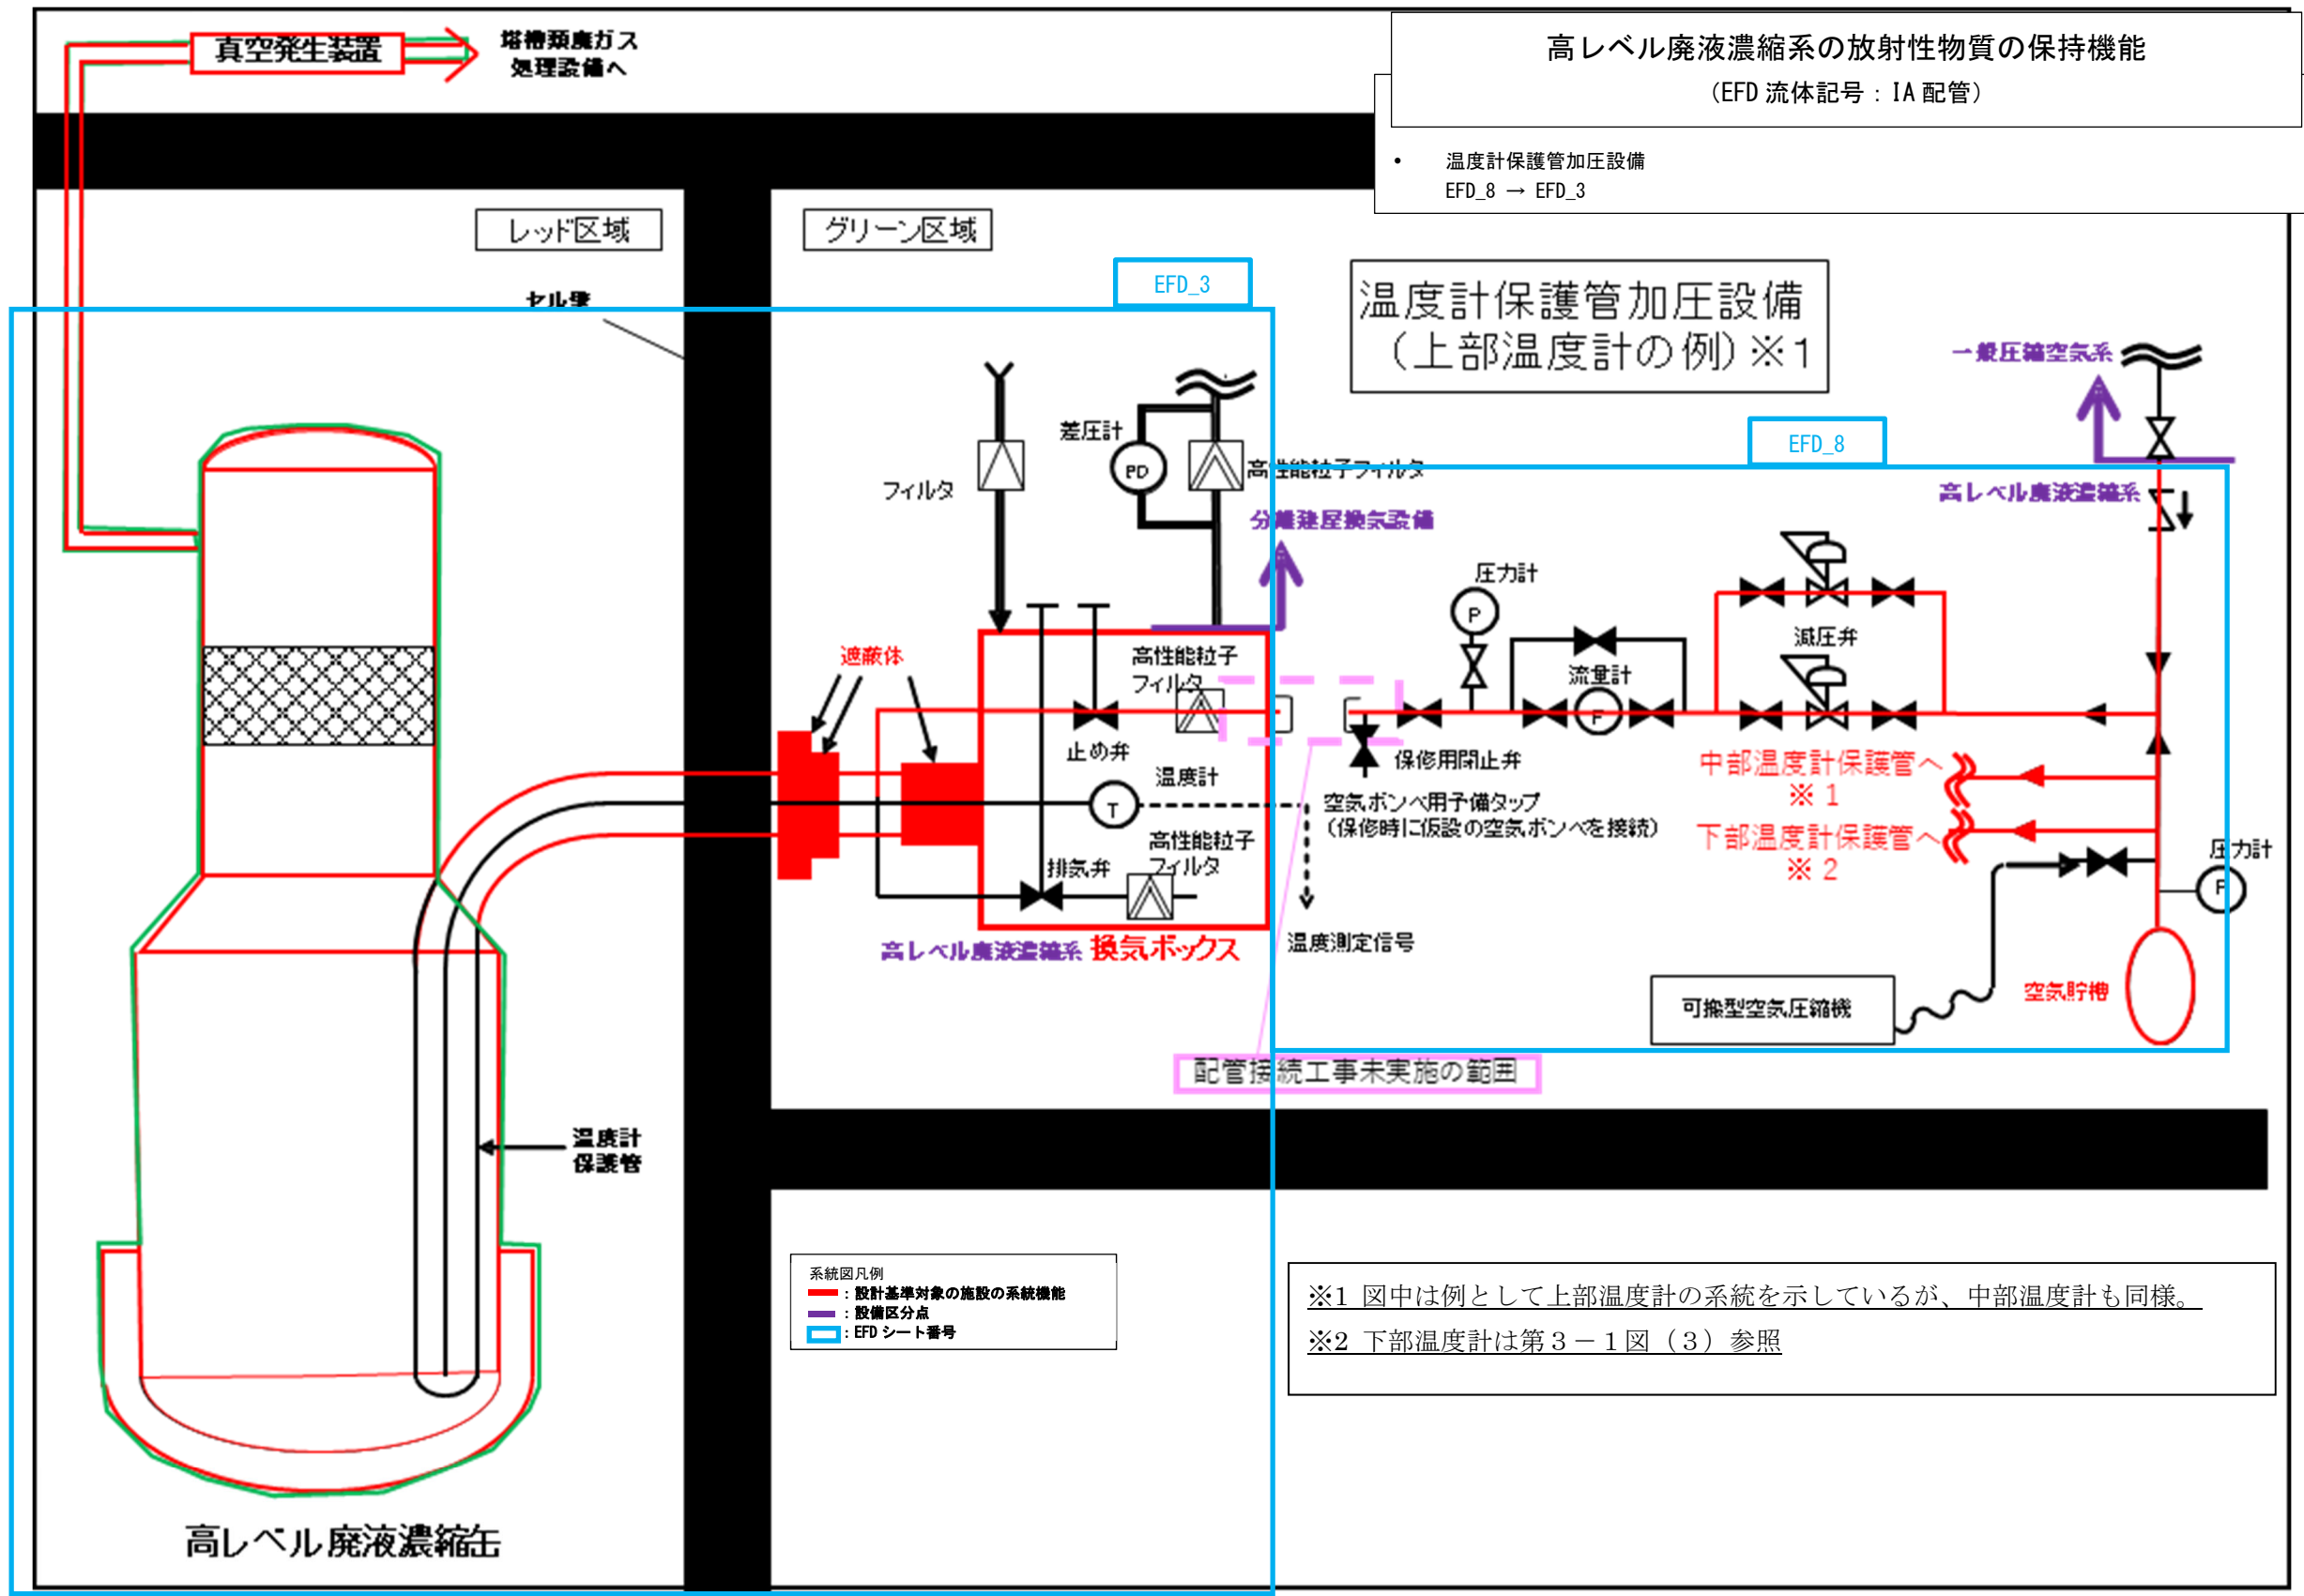 真空発生装置
塔槽類廃ガス
処理設備へ
高レベル廃液濃縮系の放射性物質の保持機能
(EFD 流体記号：IA 配管)
• 温度計保護管加圧設備
EFD_8 → EFD_3
レッド区域
グリーン区域
セル壁
EFD_3
温度計保護管加圧設備
（上部温度計の例）※1
一般圧縮空気系
EFD_8
差圧計
PD
フィルタ
高性能粒子フィルタ
高レベル廃液濃縮系
分離建屋換気設備
圧力計
P
減圧弁
遮蔽体
高性能粒子
フィルタ
流量計
F
止め弁
保修用閉止弁
温度計
T
中部温度計保護管へ
※1
空気ボンベ用予備タップ
（保修時に仮設の空気ボンベを接続）
下部温度計保護管へ
※2
高性能粒子
フィルタ
排気弁
圧力計
P
高レベル廃液濃縮系
換気ボックス
温度測定信号
空気貯槽
可搬型空気圧縮機
配管接続工事未実施の範囲
温度計
保護管
系統図凡例
：設計基準対象の施設の系統機能
：設備区分点
：EFD シート番号
※1 図中は例として上部温度計の系統を示しているが、中部温度計も同様。
※2 下部温度計は第３－１図（３）参照
高レベル廃液濃縮缶